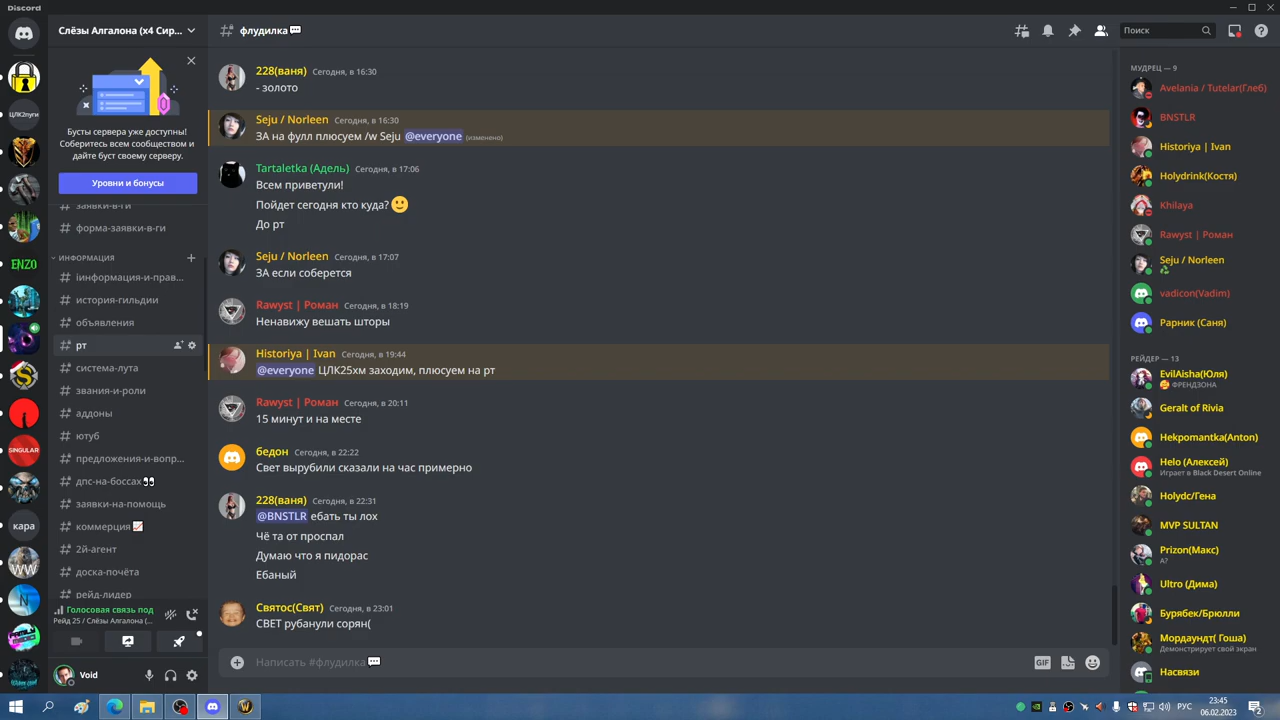 Discord
Слёзы Алгалона (x4 Сир...
флудилка
Поиск
Бусты сервера уже доступны!
Соберитесь всем сообществом и
дайте буст своему серверу.
Уровни и бонусы
заявки-в-ги
форма-заявки-в-ги
ИНФОРМАЦИЯ
информация-и-прав...
история-гильдии
объявления
рт
система-лута
звания-и-роли
аддоны
ютуб
предложения-и-вопр...
дпс-на-боссах
заявки-на-помощь
коммерция
2й-агент
доска-почёта
рейд-лидер
Голосовая связь под
Рейд 25 / Слёзы Алгалона (...
Void
ЦЛК2пуги
ENZO
SINGULAR
кара
WW
228(ваня) Сегодня, в 16:30
- золото
Seju / Norleen Сегодня, в 16:30
ЗА на фулл плюсуем /w Seju @everyone (изменено)
Tartaletka (Адель) Сегодня, в 17:06
Всем приветули!
Пойдет сегодня кто куда?
До рт
Seju / Norleen Сегодня, в 17:07
ЗА если соберется
Rawyst | Роман Сегодня, в 18:19
Ненавижу вешать шторы
Historiya | Ivan Сегодня, в 19:44
@everyone ЦЛК25хм заходим, плюсуем на рт
Rawyst | Роман Сегодня, в 20:11
15 минут и на месте
бедон Сегодня, в 22:22
Свет вырубили сказали на час примерно
228(ваня) Сегодня, в 22:31
@BNSTLR ебать ты лох
Чё та от проспал
Думаю что я пидорас
Ебаный
Святос(Свят) Сегодня, в 23:01
СВЕТ рубанули сорян(
Написать #флудилка
GIF
МУДРЕЦ — 9
Avelania / Tutelar(Глеб)
BNSTLR
Historiya | Ivan
Holydrink(Костя)
Khilaya
Rawyst | Роман
Seju / Norleen
vadicon(Vadim)
Рарник (Саня)
РЕЙДЕР — 13
EvilAisha(Юля)
ФРЕНДЗОНА
Geralt of Rivia
Hekpomantka(Anton)
Helo (Алексей)
Играет в Black Desert Online
Holydc/Гена
MVP SULTAN
Prizon(Макс)
А?
Ultro (Дима)
Бурябек/Брюлли
Мордаундт( Гоша)
Демонстрирует свой экран
Насвязи
РУС
23:45
06.02.2023
2